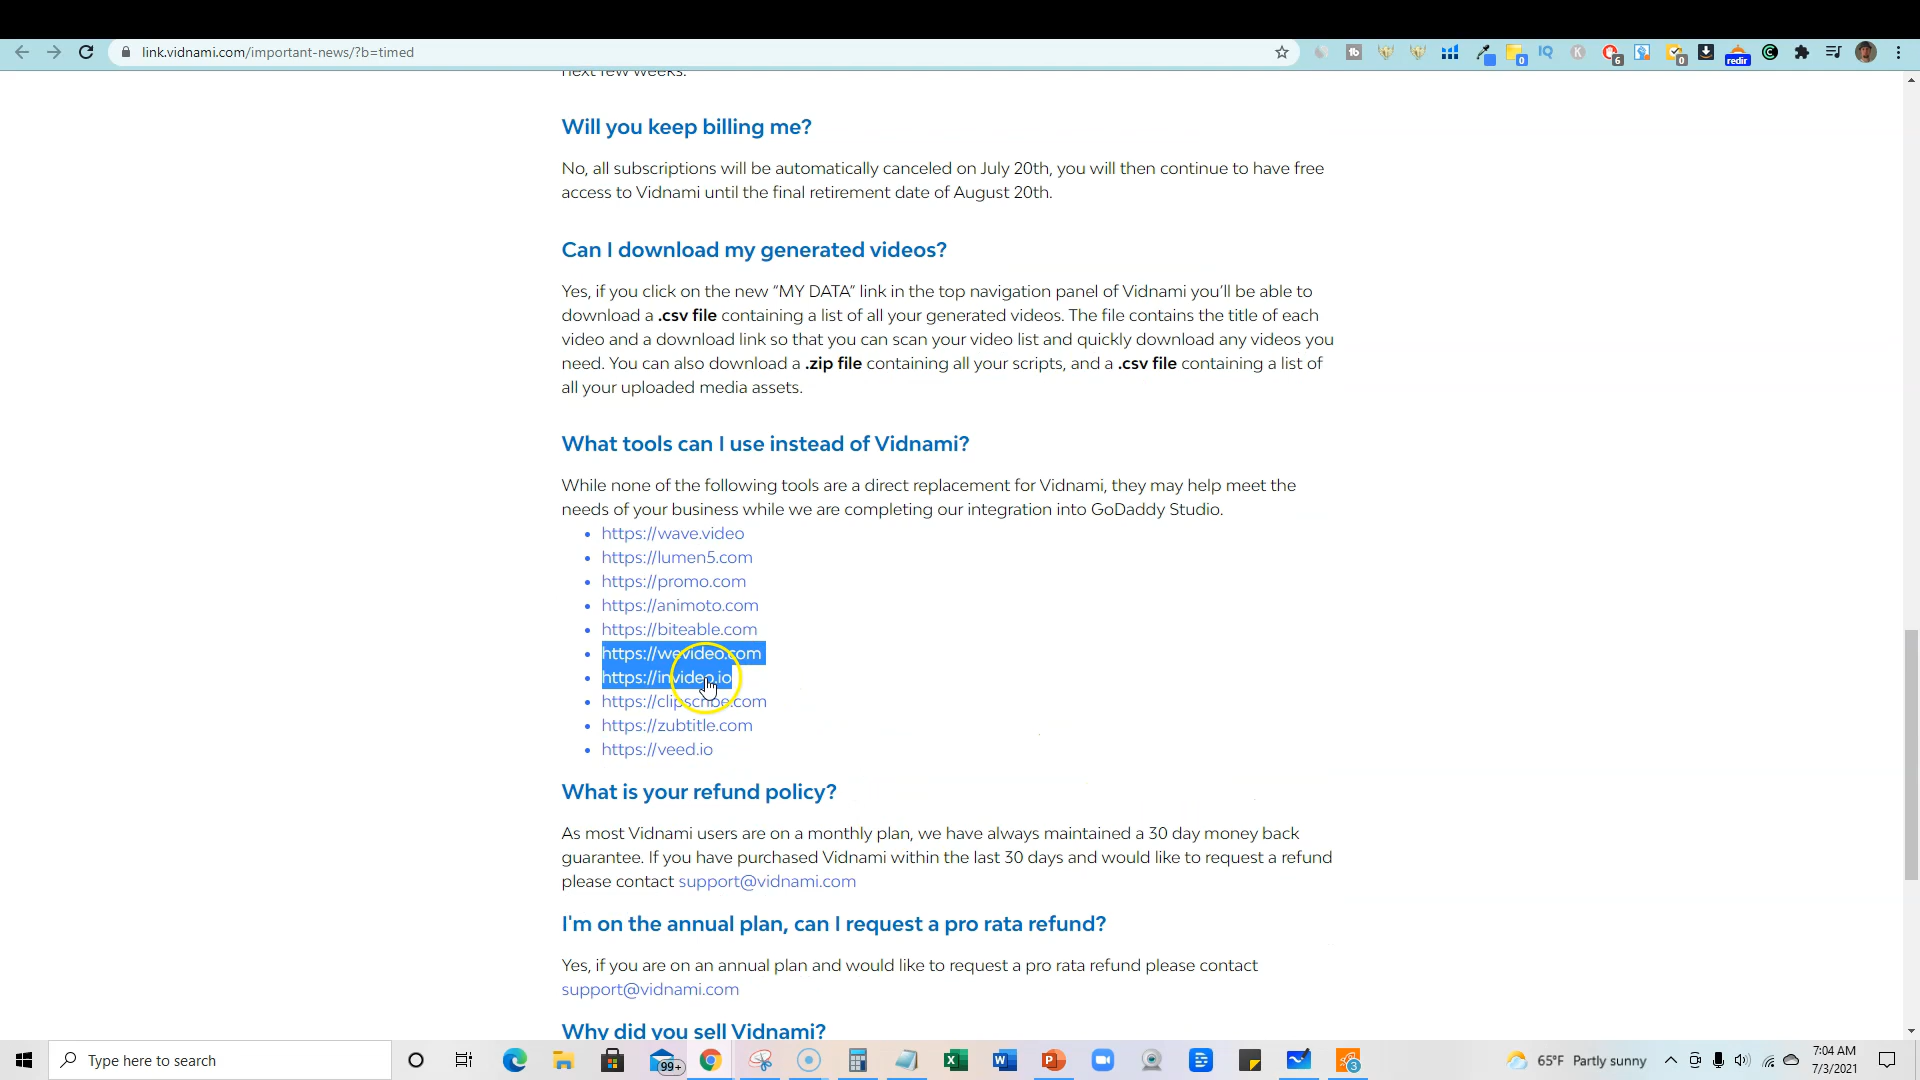 link.vidnami.com/important-news/?b=timed
next few weeks.
Will you keep billing me?
No, all subscriptions will be automatically canceled on July 20th, you will then continue to have free
access to Vidnami until the final retirement date of August 20th.
Can I download my generated videos?
Yes, if you click on the new “MY DATA” link in the top navigation panel of Vidnami you’ll be able to
download a .csv file containing a list of all your generated videos. The file contains the title of each
video and a download link so that you can scan your video list and quickly download any videos you
need. You can also download a .zip file containing all your scripts, and a .csv file containing a list of
all your uploaded media assets.
What tools can I use instead of Vidnami?
While none of the following tools are a direct replacement for Vidnami, they may help meet the
needs of your business while we are completing our integration into GoDaddy Studio.
• https://wave.video
• https://lumen5.com
• https://promo.com
• https://animoto.com
• https://biteable.com
• https://wevideo.com
• https://invideo.io
• https://clipscribe.com
• https://zubtitle.com
• https://veed.io
What is your refund policy?
As most Vidnami users are on a monthly plan, we have always maintained a 30 day money back
guarantee. If you have purchased Vidnami within the last 30 days and would like to request a refund
please contact support@vidnami.com
I'm on the annual plan, can I request a pro rata refund?
Yes, if you are on an annual plan and would like to request a pro rata refund please contact
support@vidnami.com
Why did you sell Vidnami?
Type here to search
99+
3
65°F Partly sunny
7:04 AM
7/3/2021
tb
0
IQ
K
6
0
redir